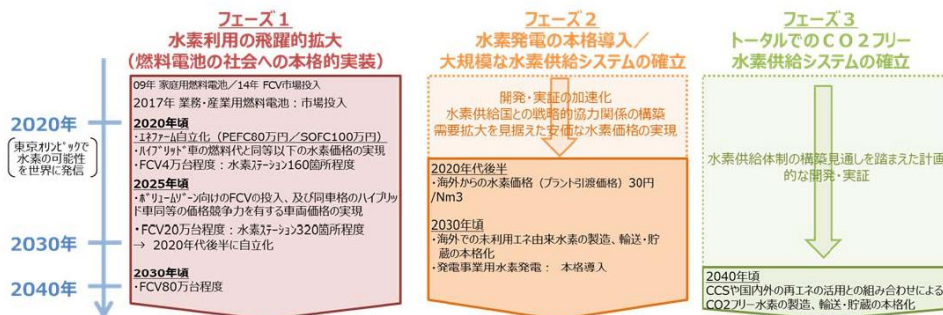 フェーズ1
水素利用の飛躍的拡大
(燃料電池の社会への本格的実装)
09年 家庭用燃料電池/14年 FCV市場投入
2017年 業務・産業用燃料電池:市場投入
2020年頃
・エネファーム自立化(PEFC80万円/SOFC100万円)
・ハイブリッド車の燃料代と同等以下の水素価格の実現
・FCV4万台程度:水素ステーション160箇所程度
2025年頃
・ボリュームゾーン向けのFCVの投入、及び同車格のハイブリッ
ド車同等の価格競争力を有する車両価格の実現
・FCV20万台程度:水素ステーション320箇所程度
→ 2020年代後半に自立化
2030年頃
・FCV80万台程度
2020年
東京オリンピックで
水素の可能性
を世界に発信
2030年
2040年
フェーズ2
水素発電の本格導入/
大規模な水素供給システムの確立
開発・実証の加速化
水素供給国との戦略的協力関係の構築
需要拡大を見据えた安価な水素価格の実現
2020年代後半
・海外からの水素価格(プラント引渡価格)30円
/Nm3
2030年頃
・海外での未利用エネ由来水素の製造、輸送・貯
蔵の本格化
・発電事業用水素発電: 本格導入
フェーズ3
トータルでのCO2フリー
水素供給システムの確立
水素供給体制の構築見通しを踏まえた計画
的な開発・実証
2040年頃
CCSや国内外の再エネの活用との組み合わせによる
CO2フリー水素の製造、輸送・貯蔵の本格化